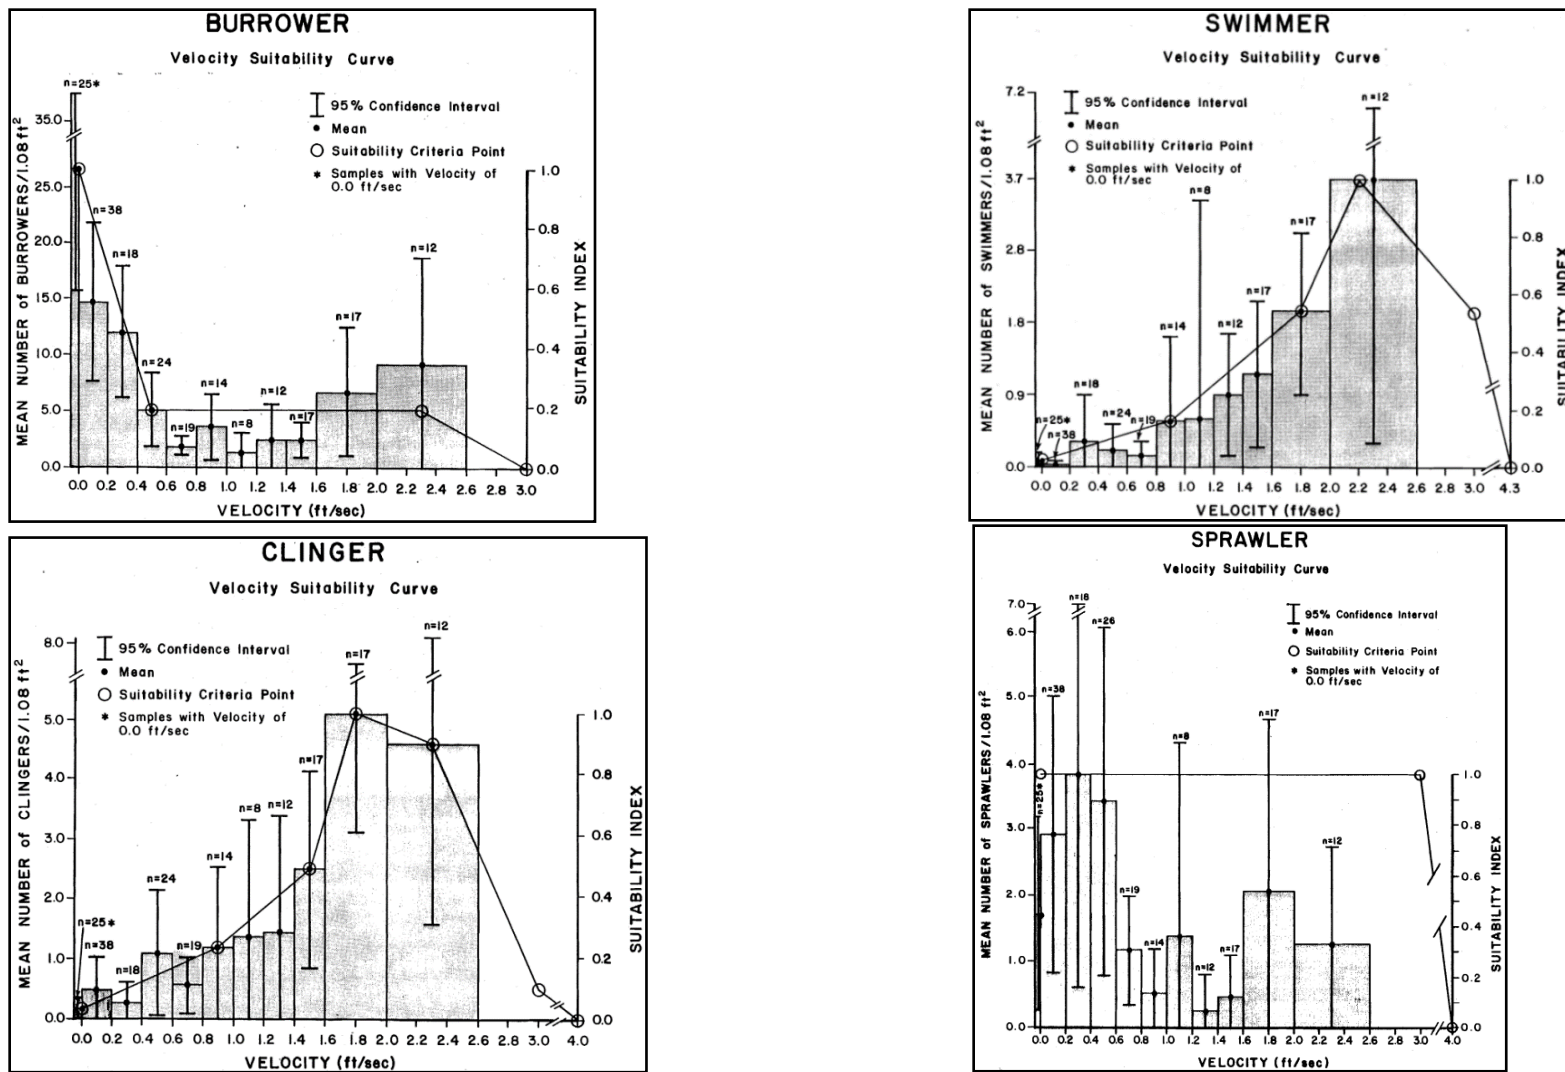 BURROWER
Velocity Suitability Curve
n=25*
95% Confidence Interval
Mean
Suitability Criteria Point
* Samples with Velocity of
0.0 ft/sec
MEAN NUMBER of BURROWERS/1.08 ft²
35.0
25.0
20.0
15.0
10.0
5.0
0.0
n=38
n=18
n=24
n=19
n=14
n=8
n=12
n=17
n=17
n=12
1.0
0.8
0.6
0.4
0.2
0.0
SUITABILITY INDEX
0.0 0.2 0.4 0.6 0.8 1.0 1.2 1.4 1.6 1.8 2.0 2.2 2.4 2.6 3.0
VELOCITY (ft/sec)
SWIMMER
Velocity Suitability Curve
95% Confidence Interval
Mean
Suitability Criteria Point
* Samples with Velocity of
0.0 ft/sec
MEAN NUMBER of SWIMMERS/1.08 ft²
7.2
3.7
2.8
1.8
0.9
0.0
n=25*
n=38
n=18
n=24
n=19
n=14
n=8
n=12
n=17
n=17
n=12
1.0
0.8
0.6
0.4
0.2
0.0
SUITABILITY INDEX
0.0 0.2 0.4 0.6 0.8 1.0 1.2 1.4 1.6 1.8 2.0 2.2 2.6 3.0 4.3
VELOCITY (ft/sec)
CLINGER
Velocity Suitability Curve
95% Confidence Interval
Mean
Suitability Criteria Point
* Samples with Velocity of
0.0 ft/sec
MEAN NUMBER of CLINGERS/1.08 ft²
8.0
5.0
4.0
3.0
2.0
1.0
0.0
n=25*
n=38
n=18
n=24
n=19
n=14
n=8
n=12
n=17
n=17
n=12
1.0
0.8
0.6
0.4
0.2
0.0
SUITABILITY INDEX
0.0 0.2 0.4 0.6 0.8 1.0 1.2 1.4 1.6 1.8 2.0 2.2 2.4 2.6 3.0 4.0
VELOCITY (ft/sec)
SPRAWLER
Velocity Suitability Curve
95% Confidence Interval
Mean
Suitability Criteria Point
* Samples with Velocity of
0.0 ft/sec
MEAN NUMBER of SPRAWLERS/1.08 ft²
7.0
6.0
5.0
4.0
3.0
2.0
1.0
0.0
n=25*
n=38
n=18
n=26
n=19
n=14
n=8
n=12
n=17
n=17
n=12
1.0
0.8
0.6
0.4
0.2
0.0
SUITABILITY INDEX
0.0 0.2 0.4 0.6 0.8 1.0 1.2 1.4 1.6 1.8 2.0 2.2 2.6 3.0 4.0
VELOCITY (ft/sec)